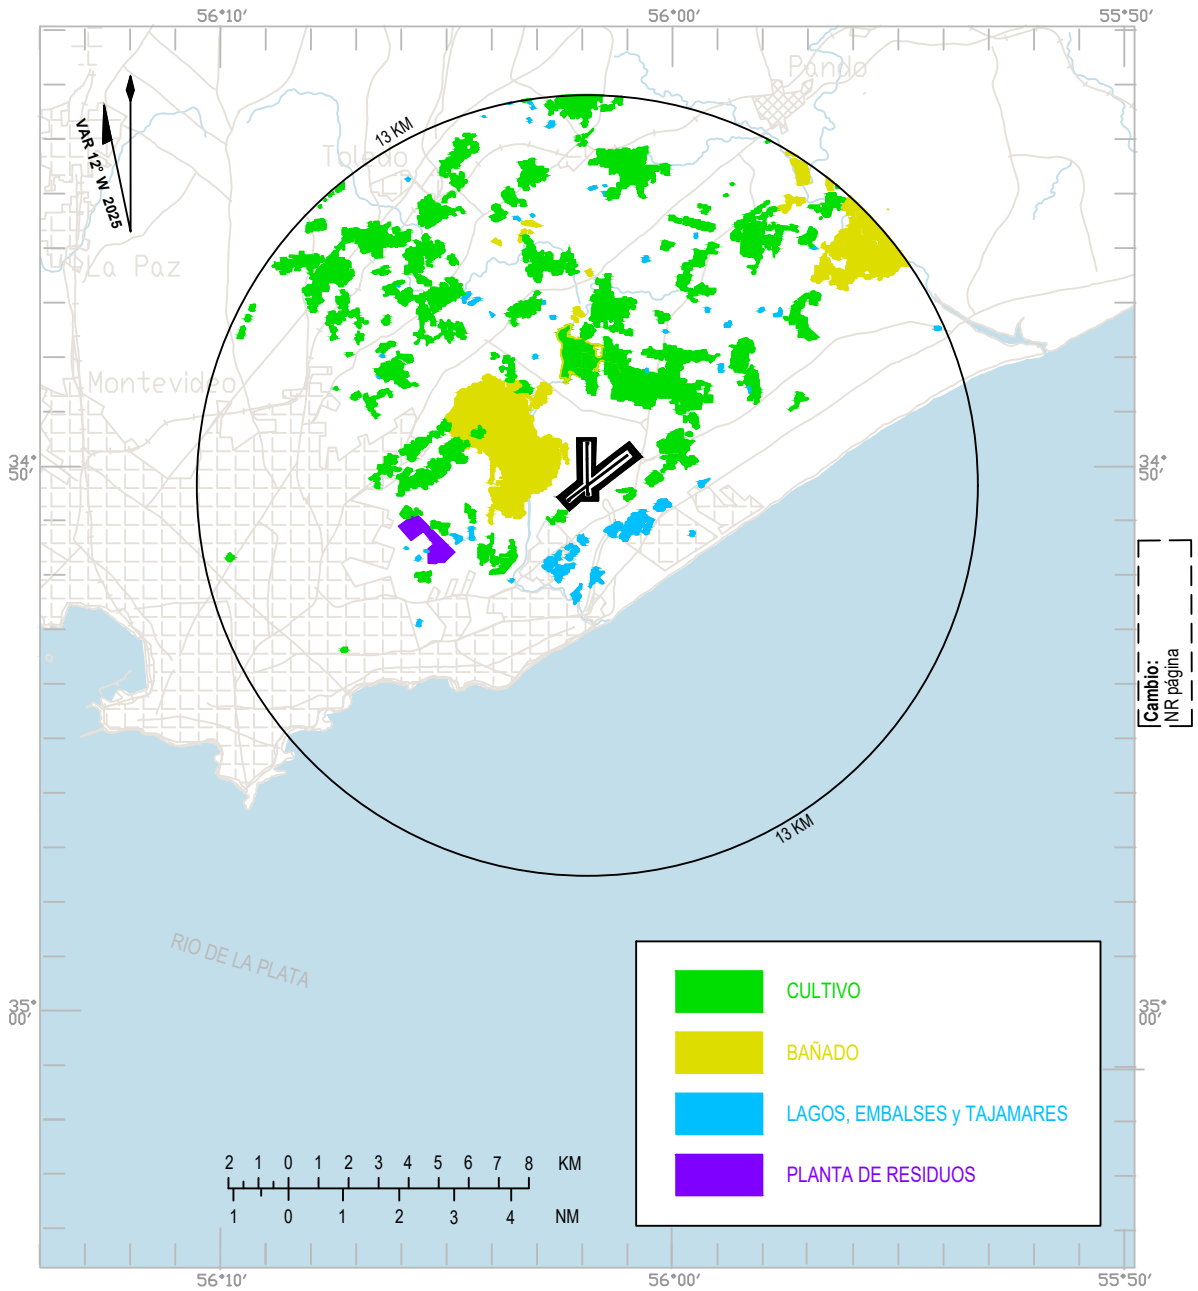 56°10′
56°00′
55°50′
Pando
13 KM
Toledo
VAR 12° W 2025
La Paz
Montevideo
34°
50′
34°
50′
Cambio:
NR página
13 KM
RIO DE LA PLATA
35°
00′
35°
00′
CULTIVO
BAÑADO
LAGOS, EMBALSES y TAJAMARES
PLANTA DE RESIDUOS
2 1 0 1 2 3 4 5 6 7 8 KM
1 0 1 2 3 4 NM
56°10′
56°00′
55°50′